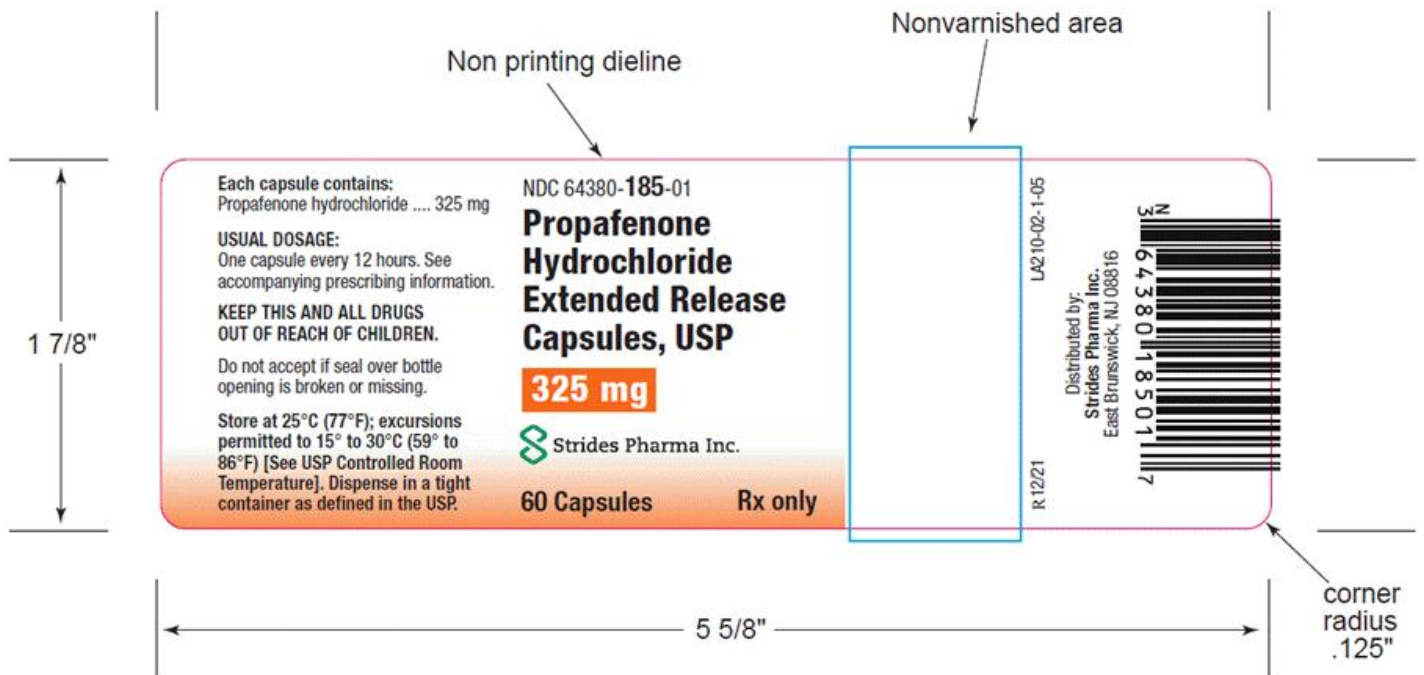 Nonvarnished area
Non printing dieline
1 7/8"
Each capsule contains:
Propafenone hydrochloride .... 325 mg
USUAL DOSAGE:
One capsule every 12 hours. See
accompanying prescribing information.
KEEP THIS AND ALL DRUGS
OUT OF REACH OF CHILDREN.
Do not accept if seal over bottle
opening is broken or missing.
Store at 25°C (77°F); excursions
permitted to 15° to 30°C (59° to
86°F) [See USP Controlled Room
Temperature]. Dispense in a tight
container as defined in the USP.
NDC 64380-185-01
Propafenone
Hydrochloride
Extended Release
Capsules, USP
325 mg
Strides Pharma Inc.
60 Capsules Rx only
R 12/21 LA210-02-1-05
Distributed by:
Strides Pharma Inc.
East Brunswick, NJ 08816
N
3 64380 18501 7
5 5/8"
corner
radius
.125"